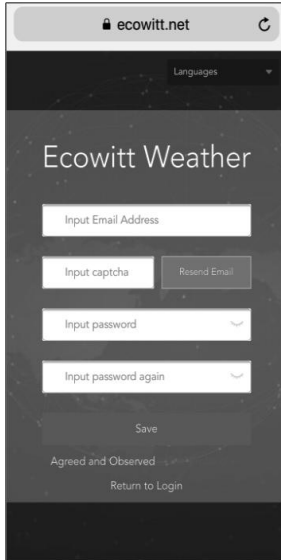 ecowitt.net
Languages
Ecowitt Weather
Input Email Address
Input captcha
Resend Email
Input password
Input password again
Save
Agreed and Observed
Return to Login